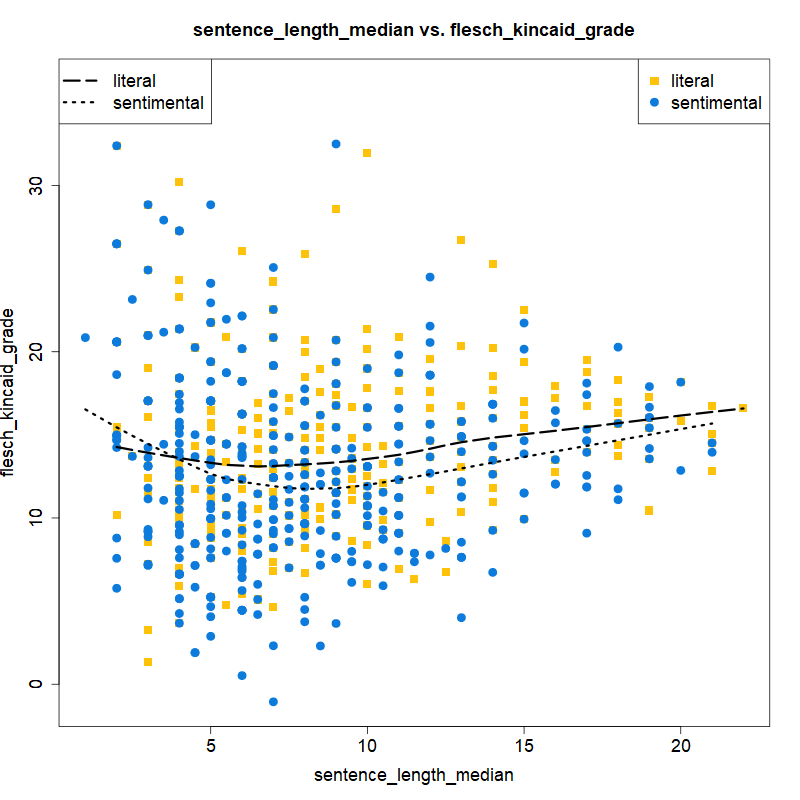 sentence_length_median vs. flesch_kincaid_grade
literal
sentimental
literal
sentimental
flesch_kincaid_grade
30
20
10
0
5
10
15
20
sentence_length_median